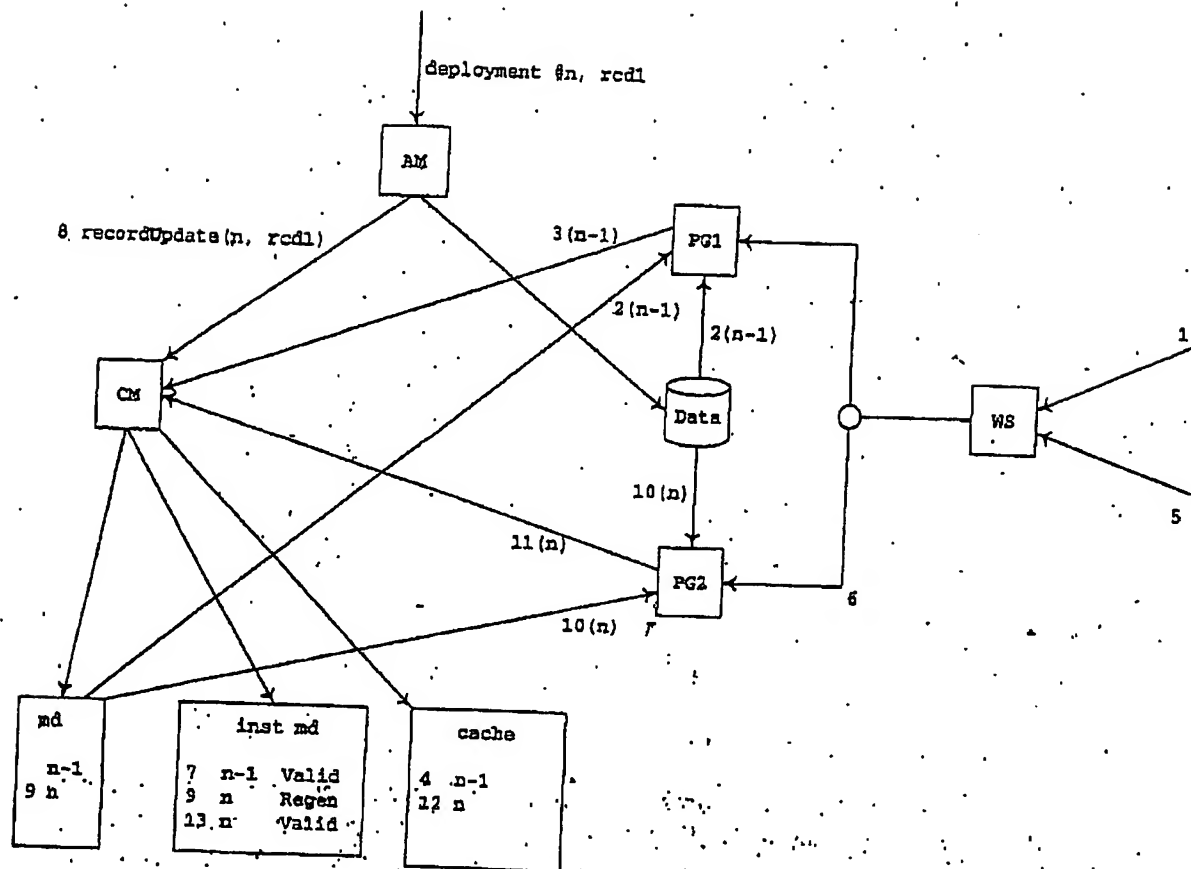 deployment @n, rcd1
AM
8 recordUpdate(n, rcd1)
3(n-1)
PG1
2(n-1)
2(n-1)
1
CM
Data
WS
10(n)
5
11(n)
PG2
6
10(n)
md
n-1
9 n
inst md
7 n-1 Valid
9 n Regen
13 n Valid
cache
4 n-1
12 n